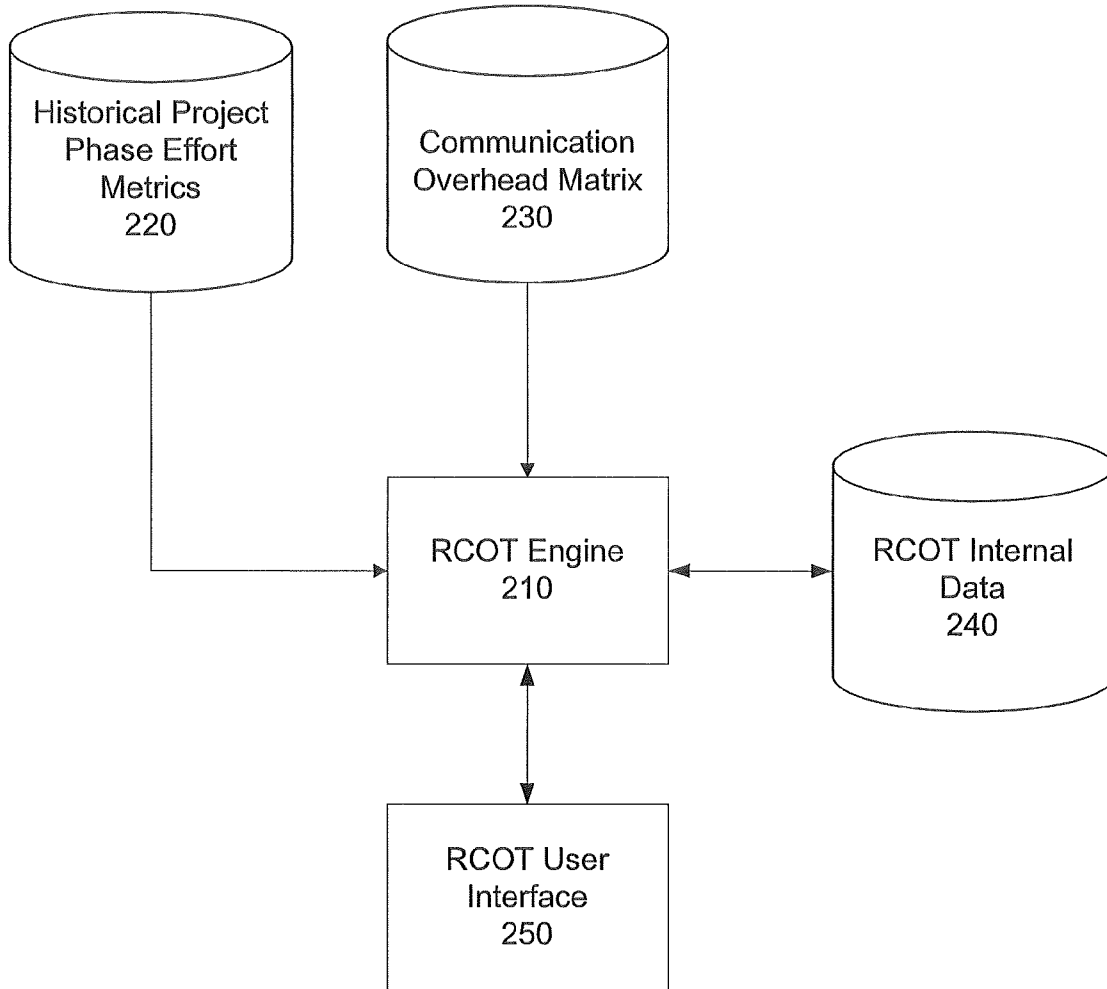 Historical Project
Phase Effort
Metrics
220
Communication
Overhead Matrix
230
RCOT Engine
210
RCOT Internal
Data
240
RCOT User
Interface
250